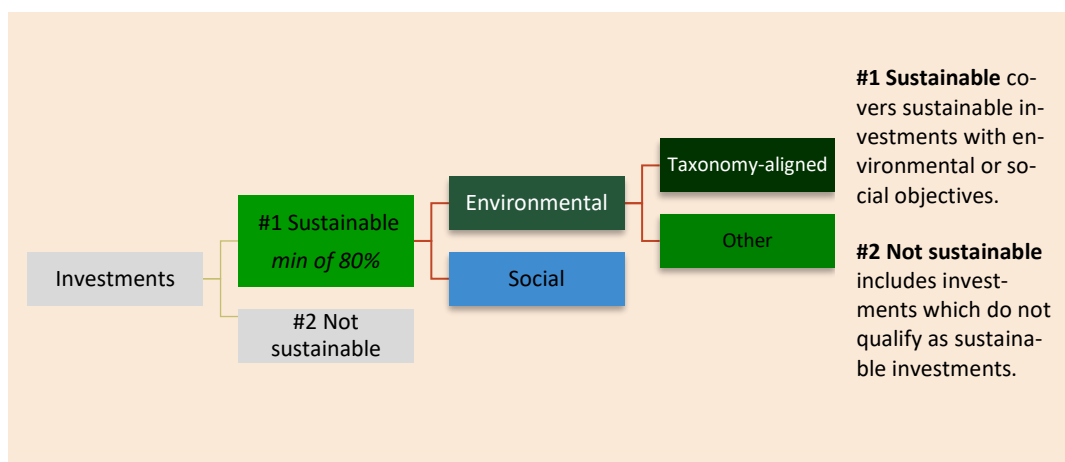 Investments
#1 Sustainable
min of 80%
#2 Not
sustainable
Environmental
Social
Taxonomy-aligned
Other
#1 Sustainable co-
vers sustainable in-
vestments with en-
vironmental or so-
cial objectives.
#2 Not sustainable
includes invest-
ments which do not
qualify as sustaina-
ble investments.